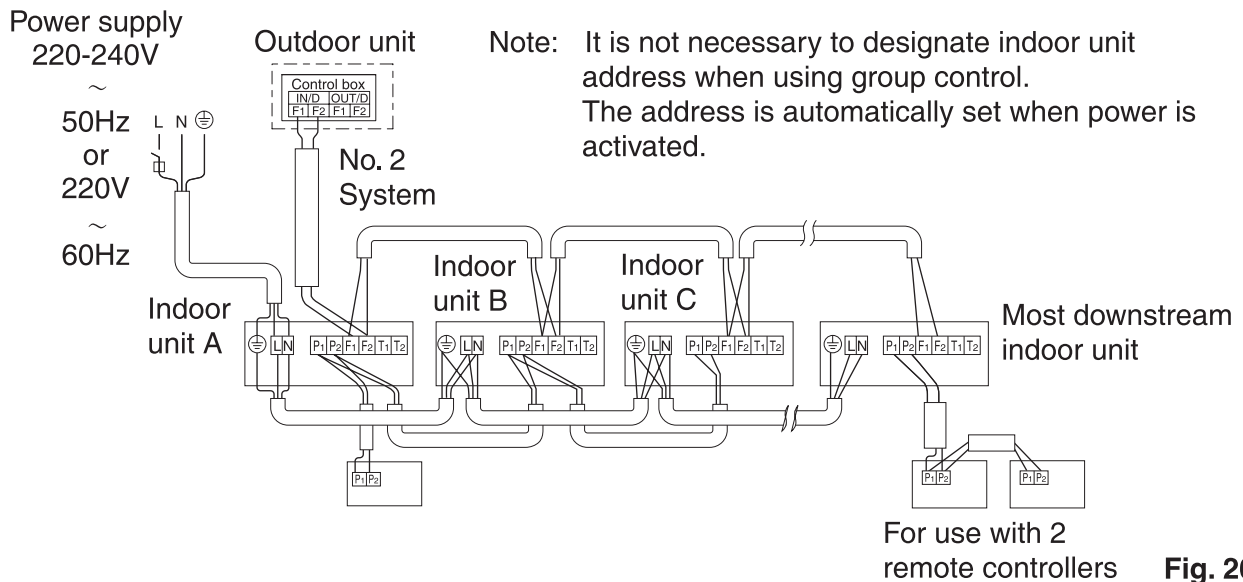 Power supply
220-240V
~
50Hz
or
220V
~
60Hz
L N
Outdoor unit
Control box
IN/D OUT/D
F1 F2 F1 F2
No. 2
System
Note: It is not necessary to designate indoor unit
address when using group control.
The address is automatically set when power is
activated.
Indoor
unit A
Indoor
unit B
Indoor
unit C
Most downstream
indoor unit
L N P1 P2 F1 F2 T1 T2
L N P1 P2 F1 F2 T1 T2
L N P1 P2 F1 F2 T1 T2
L N P1 P2 F1 F2 T1 T2
P1 P2
P1 P2
P1 P2
For use with 2
remote controllers
Fig. 20